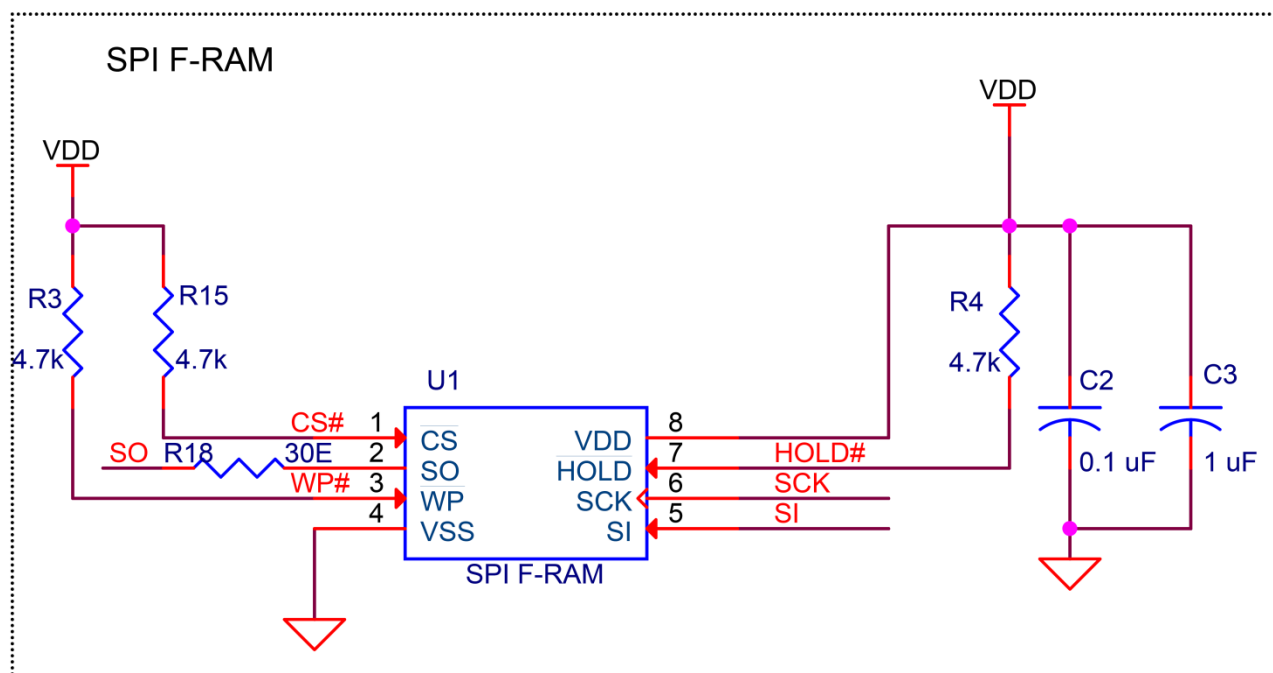 SPI F-RAM
VDD
VDD
R3
4.7k
R15
4.7k
R4
4.7k
C2
0.1 uF
C3
1 uF
U1
CS# 1 CS
SO R18 30E 2 SO
WP# 3 WP
4 VSS
VDD 8
HOLD 7 HOLD#
SCK 6 SCK
SI 5 SI
SPI F-RAM